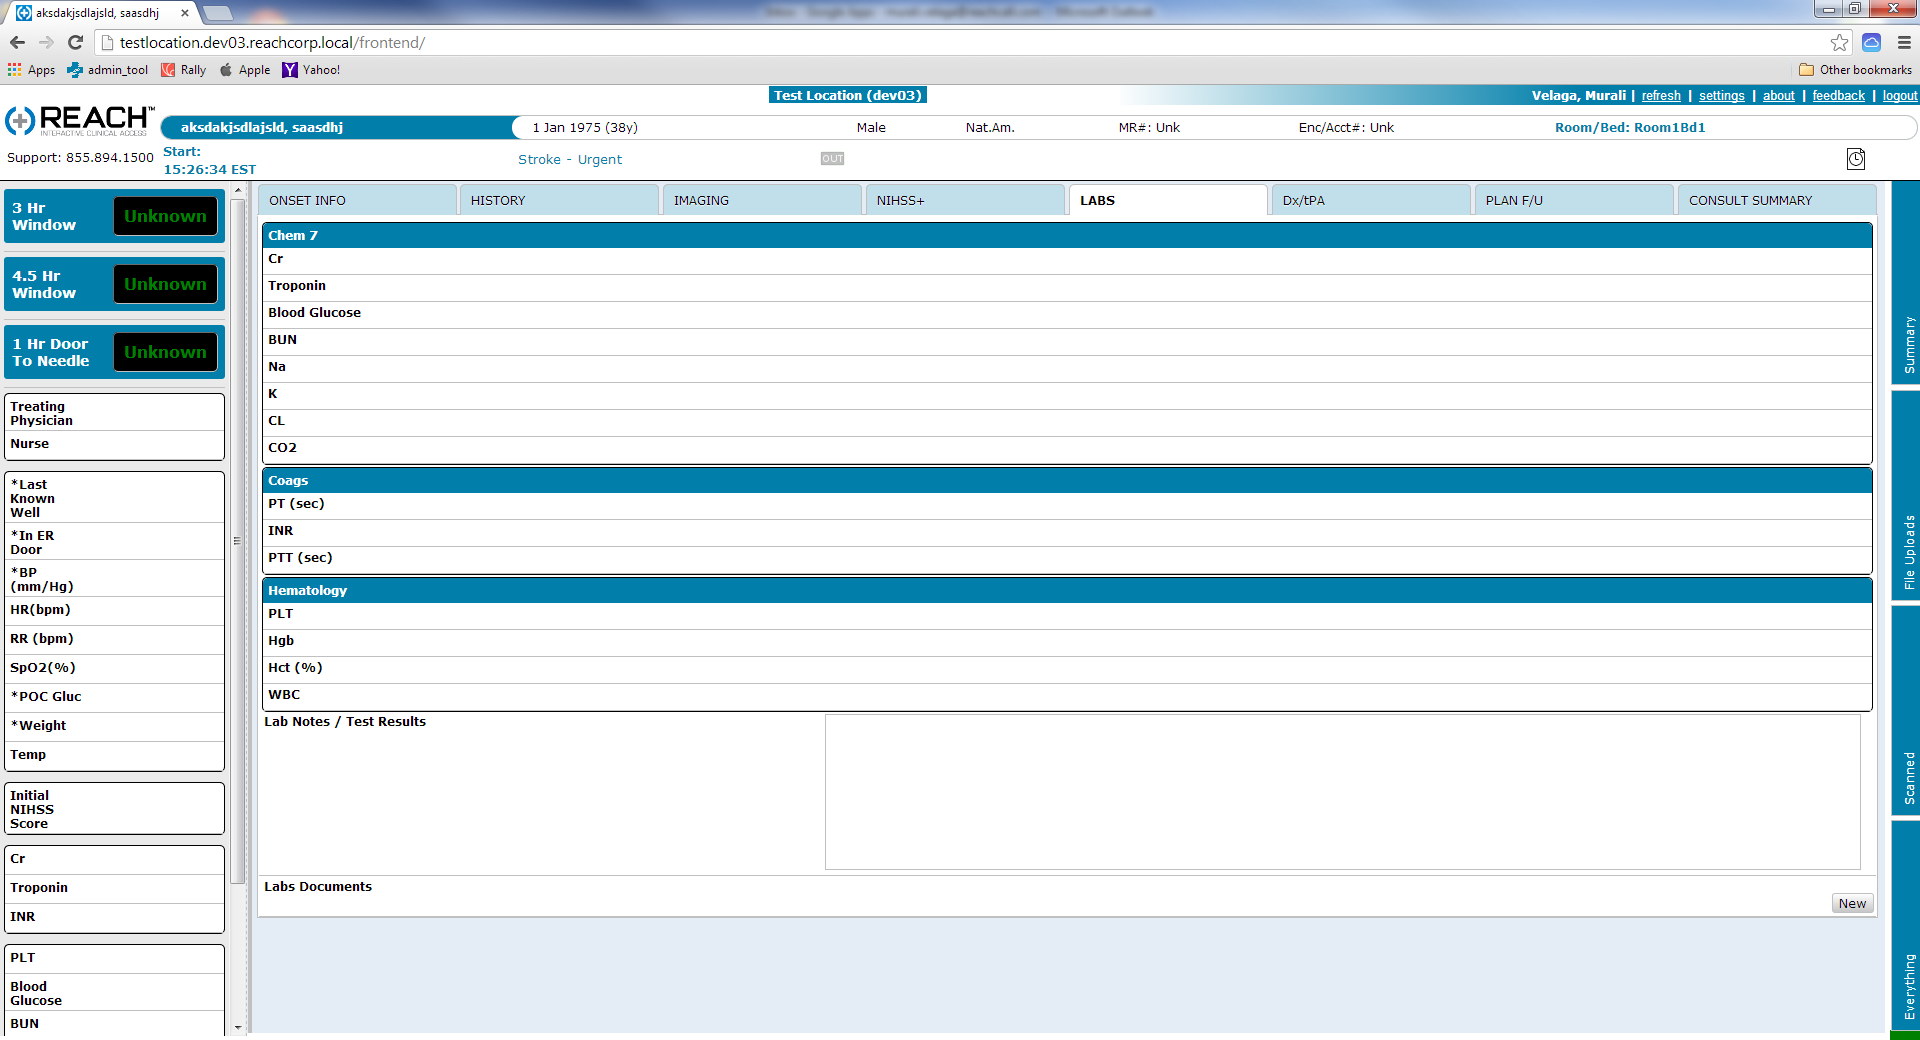 aksdakjsdlajsld, saasdhj
testlocation.dev03.reachcorp.local/frontend/
Apps admin_tool Rally Apple Yahoo! Other bookmarks
Test Location (dev03) Velaga, Murali | refresh | settings | about | feedback | logout
REACH™
INTERACTIVE CLINICAL ACCESS
aksdakjsdlajsld, saasdhj 1 Jan 1975 (38y) Male Nat.Am. MR#: Unk Enc/Acct#: Unk Room/Bed: Room1Bd1
Support: 855.894.1500 Start:
15:26:34 EST
Stroke - Urgent OUT
3 Hr
Window
Unknown
4.5 Hr
Window
Unknown
1 Hr Door
To Needle
Unknown
Treating
Physician
Nurse
*Last
Known
Well
*In ER
Door
*BP
(mm/Hg)
HR(bpm)
RR (bpm)
SpO2(%)
*POC Gluc
*Weight
Temp
Initial
NIHSS
Score
Cr
Troponin
INR
PLT
Blood
Glucose
BUN
ONSET INFO HISTORY IMAGING NIHSS+ LABS Dx/tPA PLAN F/U CONSULT SUMMARY
Chem 7
Cr
Troponin
Blood Glucose
BUN
Na
K
CL
CO2
Coags
PT (sec)
INR
PTT (sec)
Hematology
PLT
Hgb
Hct (%)
WBC
Lab Notes / Test Results
Labs Documents
New
Summary
File Uploads
Scanned
Everything